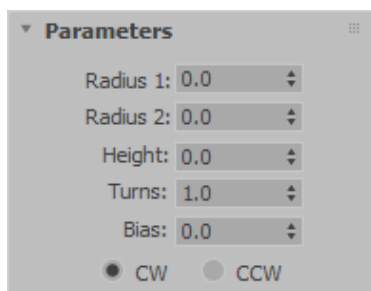 Parameters
Radius 1: 0.0
Radius 2: 0.0
Height: 0.0
Turns: 1.0
Bias: 0.0
CW CCW